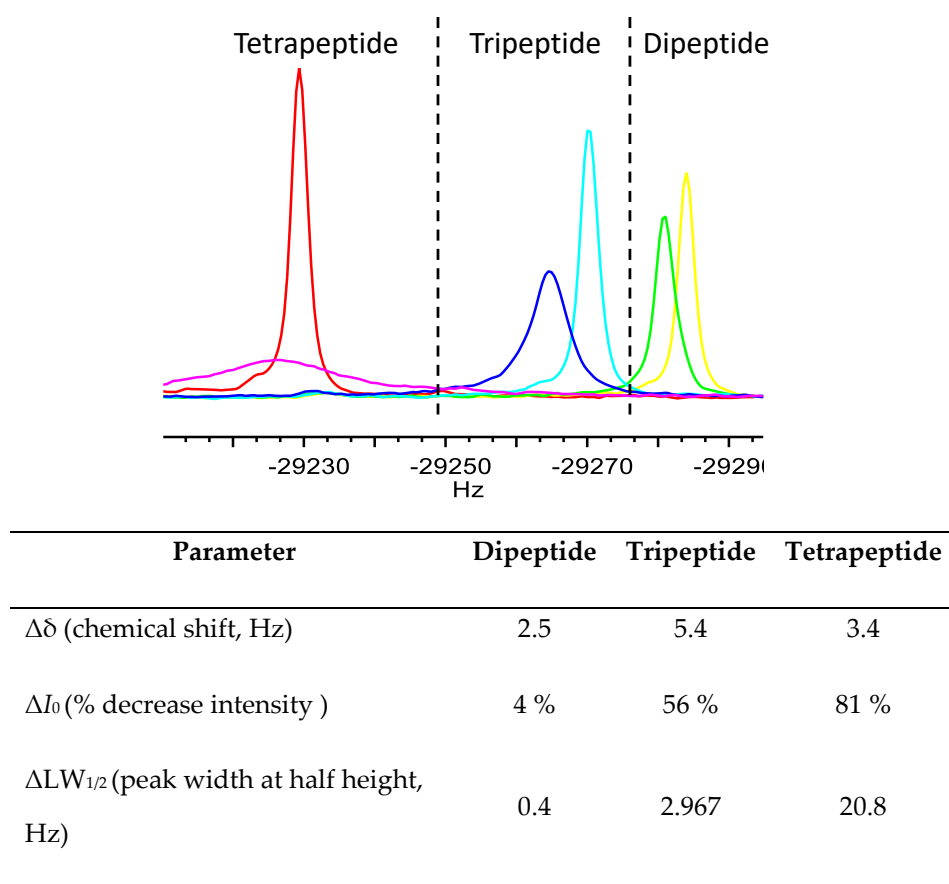 Tetrapeptide Tripeptide Dipeptide
-29230 -29250 -29270 -2929
Hz
Parameter Dipeptide Tripeptide Tetrapeptide
Δδ (chemical shift, Hz) 2.5 5.4 3.4
ΔI0 (% decrease intensity ) 4 % 56 % 81 %
ΔLW1/2 (peak width at half height,
Hz) 0.4 2.967 20.8